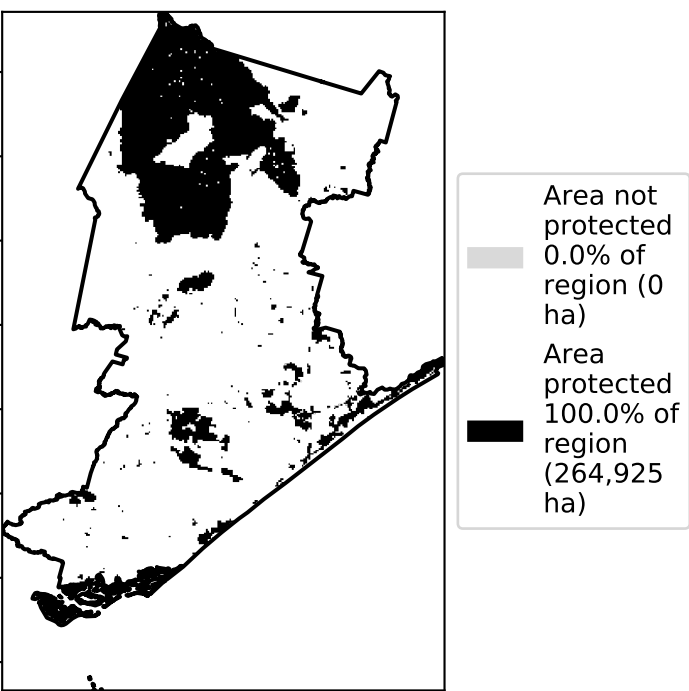 Area not
protected
0.0% of
region (0
ha)
Area
protected
100.0% of
region
(264,925
ha)